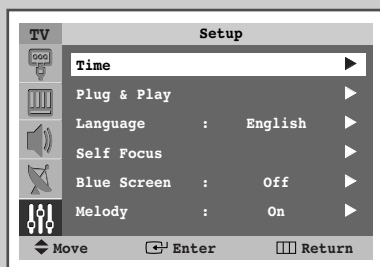 TV Setup
Time
Plug & Play
Language : English
Self Focus
Blue Screen : Off
Melody : On
Move Enter Return